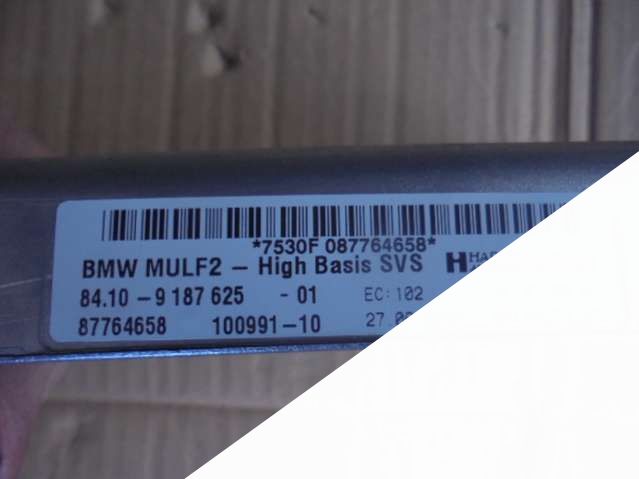 *7530F 087764658*
BMW MULF2 – High Basis SVS H
84.10 -9 187 625 - 01 EC: 102
87764658 100991-10